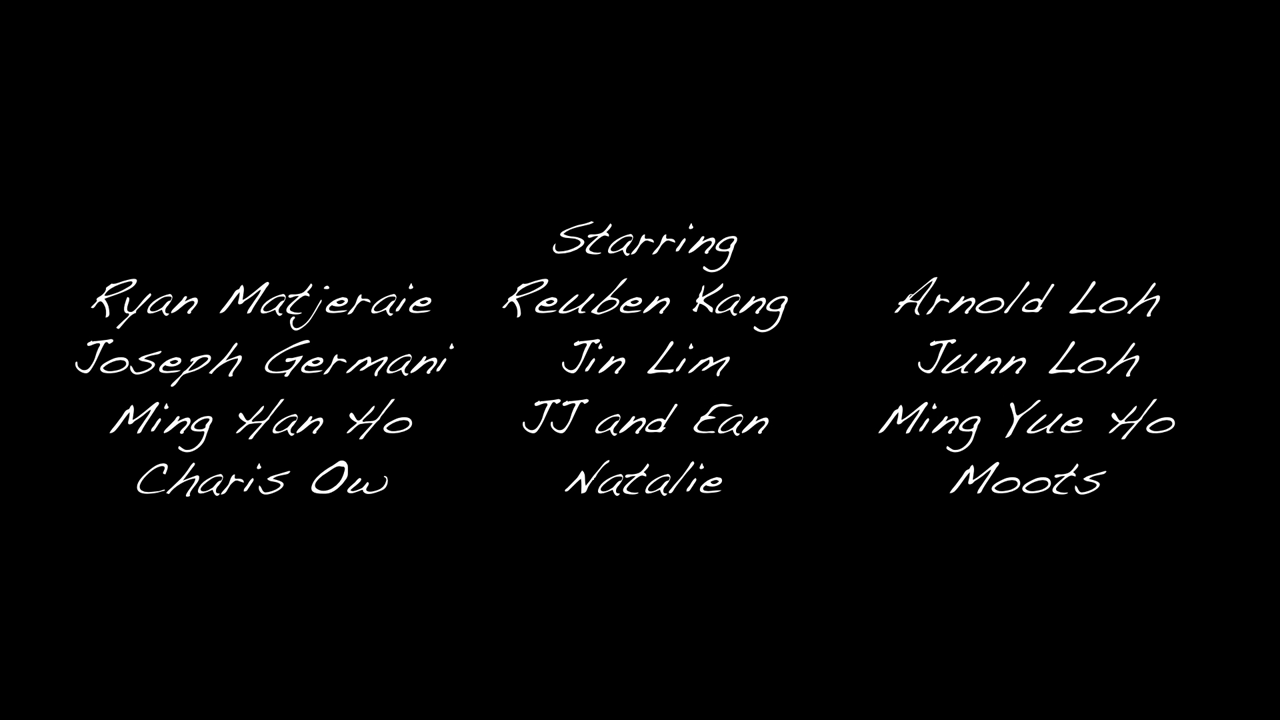 Starring
Ryan Matjeraie Reuben Kang Arnold Loh
Joseph Germani Jin Lim Junn Loh
Ming Han Ho JJ and Ean Ming Yue Ho
Charis Ow Natalie Moots